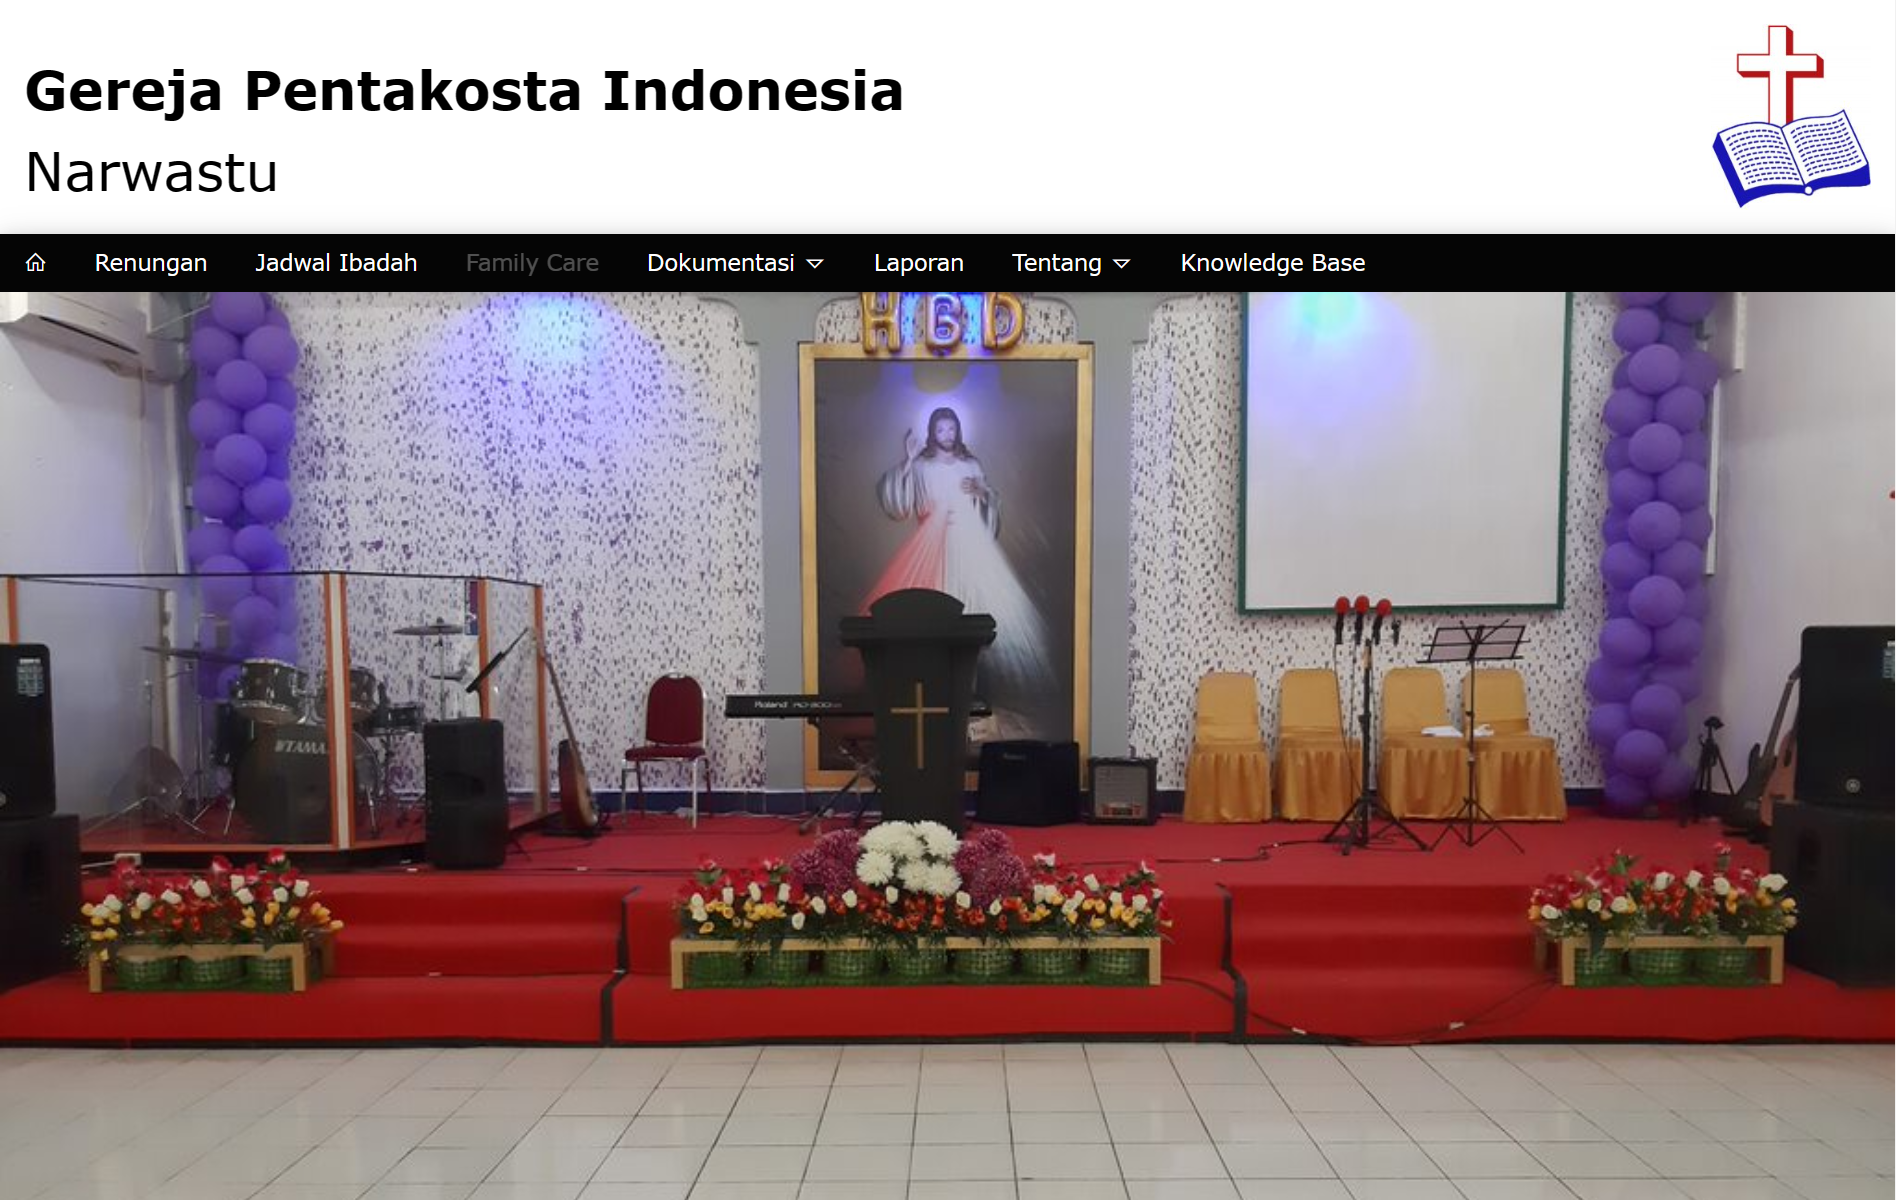 Gereja Pentakosta Indonesia
Narwastu
Renungan Jadwal Ibadah Family Care Dokumentasi Laporan Tentang Knowledge Base
HBD
Roland
TAMA